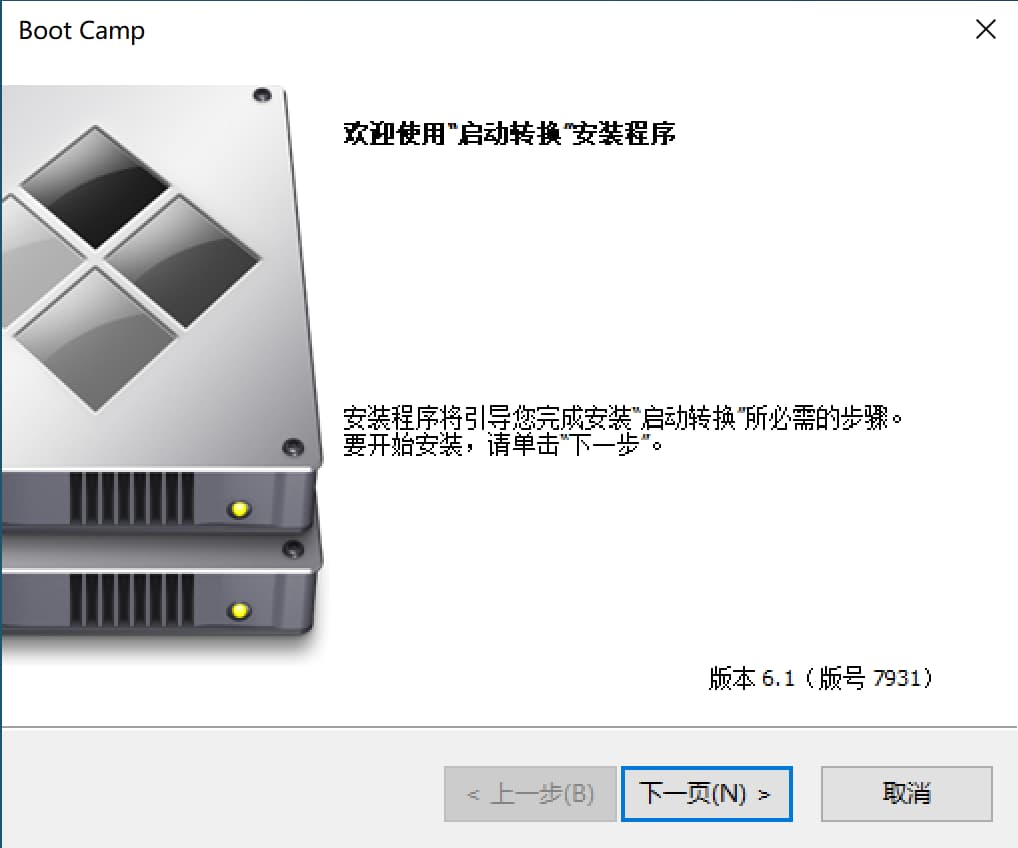 Boot Camp
欢迎使用“启动转换”安装程序
安装程序将引导您完成安装“启动转换”所必需的步骤。
要开始安装，请单击“下一步”。
版本 6.1（版号 7931）
< 上一步(B)
下一页(N) >
取消